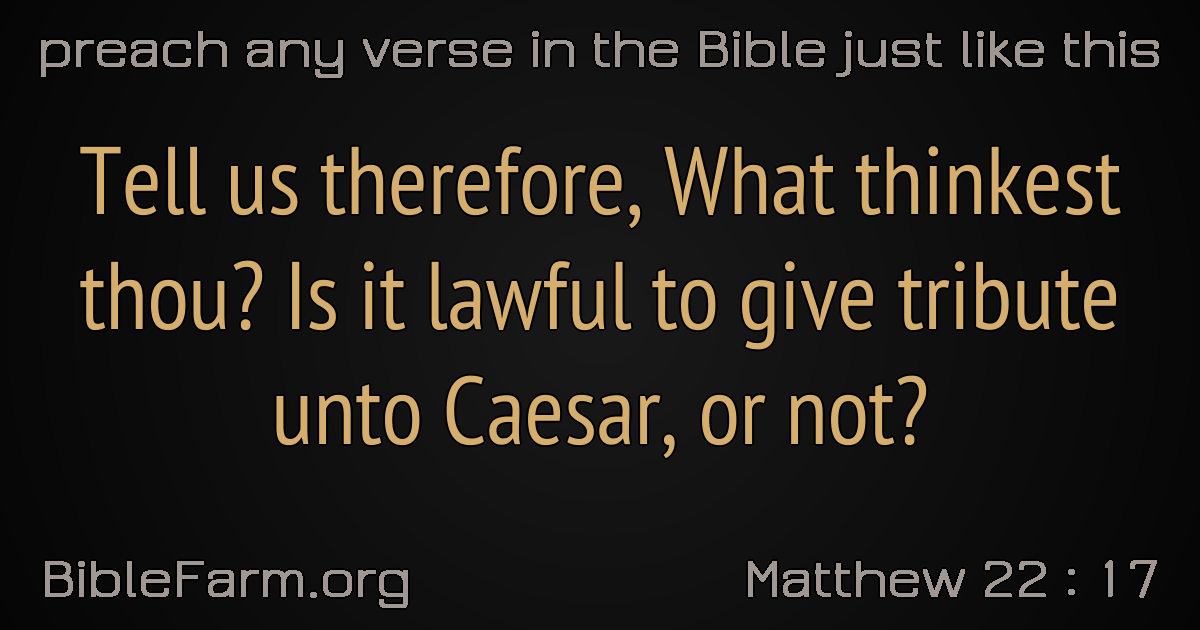 preach any verse in the Bible just like this
Tell us therefore, What thinkest
thou? Is it lawful to give tribute
unto Caesar, or not?
BibleFarm.org
Matthew 22 : 17